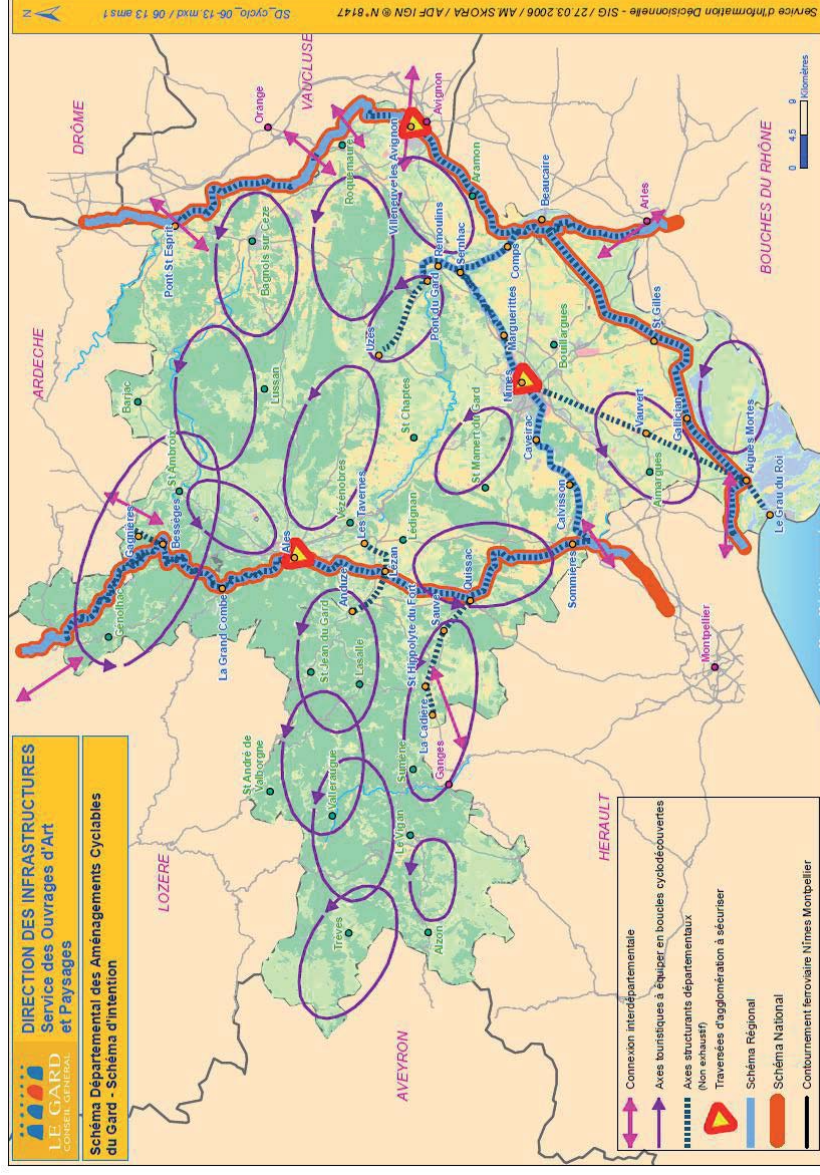 LE GARD
CONSEIL GENERAL
DIRECTION DES INFRASTRUCTURES
Service des Ouvrages d'Art
et Paysages
Schéma Départemental des Aménagements Cyclables
du Gard - Schéma d'Intention
Service d'Information Décisionnelle - SIG / 27.03.2006 / AM SKORA / ADF IGN ® N°8147
SD_cyclo_06-13.mxd / 06 13 ams1
N
DRÔME
VAUCLUSE
ARDECHE
LOZERE
AVEYRON
HERAULT
BOUCHES DU RHÔNE
Orange
Avignon
Arles
Montpellier
Ganges
Pont St Esprit
Bagnols sur Ceze
Roquemaure
Villeneuve les Avignon
Aramon
Beaucaire
Remoulins
Pont du Gard
Sernhac
Comps
Uzès
Marguerittes
Bouillargues
Nîmes
Caveirac
St Gilles
Gallician
Vauvert
Aimargues
Aigues Mortes
Le Grau du Roi
Barjac
Lussan
St Ambroix
St Chaptes
St Mamert du Gard
Calvisson
Sommières
Gagnières
Bessèges
Génolhac
La Grand Combe
Alès
Vézénobres
Les Tavernes
Lédignan
Lézan
Anduze
Quissac
Sauve
St Hippolyte du Fort
La Cadière
St Jean du Gard
Lasalle
St André de
Valborgne
Valleraugue
Sumène
Le Vigan
Trèves
Alzon
0 4.5 9
Kilomètres
Connexion interdépartementale
Axes touristiques à équiper en boucles cyclodécouvertes
Axes structurants départementaux
(Non exhaustif)
Traversées d'agglomération à sécuriser
Schéma Régional
Schéma National
Contournement ferroviaire Nîmes Montpellier